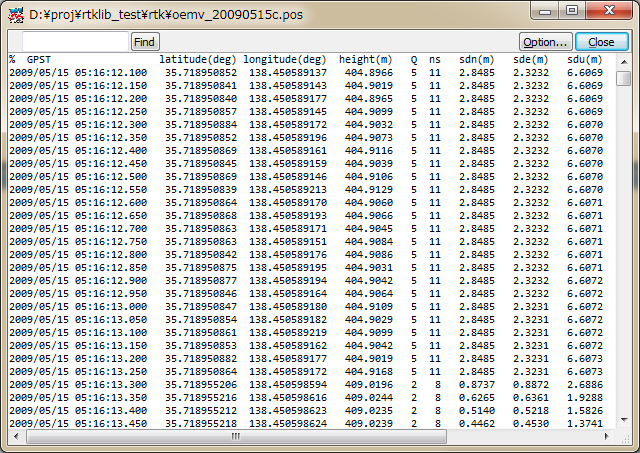 D:¥proj¥rtklib_test¥rtk¥oemv_20090515c.pos
Find Option... Close
% GPST latitude(deg) longitude(deg) height(m) Q ns sdn(m) sde(m) sdu(m)
2009/05/15 05:16:12.100 35.718950852 138.450589137 404.8966 5 11 2.8485 2.3232 6.6069
2009/05/15 05:16:12.150 35.718950841 138.450589143 404.9019 5 11 2.8485 2.3232 6.6069
2009/05/15 05:16:12.200 35.718950840 138.450589177 404.8965 5 11 2.8485 2.3232 6.6069
2009/05/15 05:16:12.250 35.718950857 138.450589145 404.9099 5 11 2.8485 2.3232 6.6069
2009/05/15 05:16:12.300 35.718950884 138.450589172 404.9032 5 11 2.8485 2.3232 6.6070
2009/05/15 05:16:12.350 35.718950852 138.450589196 404.9073 5 11 2.8485 2.3232 6.6070
2009/05/15 05:16:12.400 35.718950869 138.450589161 404.9116 5 11 2.8485 2.3232 6.6070
2009/05/15 05:16:12.450 35.718950845 138.450589159 404.9039 5 11 2.8485 2.3232 6.6070
2009/05/15 05:16:12.500 35.718950869 138.450589146 404.9106 5 11 2.8485 2.3232 6.6070
2009/05/15 05:16:12.550 35.718950839 138.450589213 404.9129 5 11 2.8485 2.3232 6.6070
2009/05/15 05:16:12.600 35.718950864 138.450589170 404.9060 5 11 2.8485 2.3232 6.6071
2009/05/15 05:16:12.650 35.718950868 138.450589193 404.9066 5 11 2.8485 2.3232 6.6071
2009/05/15 05:16:12.700 35.718950863 138.450589171 404.9045 5 11 2.8485 2.3232 6.6071
2009/05/15 05:16:12.750 35.718950863 138.450589151 404.9084 5 11 2.8485 2.3232 6.6071
2009/05/15 05:16:12.800 35.718950842 138.450589176 404.9086 5 11 2.8485 2.3232 6.6071
2009/05/15 05:16:12.850 35.718950875 138.450589195 404.9031 5 11 2.8485 2.3232 6.6071
2009/05/15 05:16:12.900 35.718950877 138.450589194 404.9042 5 11 2.8485 2.3232 6.6072
2009/05/15 05:16:12.950 35.718950846 138.450589164 404.9064 5 11 2.8485 2.3232 6.6072
2009/05/15 05:16:13.000 35.718950847 138.450589180 404.9109 5 11 2.8485 2.3231 6.6072
2009/05/15 05:16:13.050 35.718950854 138.450589182 404.9029 5 11 2.8485 2.3231 6.6072
2009/05/15 05:16:13.100 35.718950861 138.450589219 404.9099 5 11 2.8485 2.3231 6.6072
2009/05/15 05:16:13.150 35.718950853 138.450589162 404.9042 5 11 2.8485 2.3231 6.6072
2009/05/15 05:16:13.200 35.718950882 138.450589177 404.9019 5 11 2.8485 2.3231 6.6073
2009/05/15 05:16:13.250 35.718950864 138.450589172 404.9168 5 11 2.8485 2.3231 6.6073
2009/05/15 05:16:13.300 35.718955206 138.450598594 409.0196 2 8 0.8737 0.8872 2.6886
2009/05/15 05:16:13.350 35.718955216 138.450598616 409.0244 2 8 0.6265 0.6361 1.9288
2009/05/15 05:16:13.400 35.718955212 138.450598623 409.0235 2 8 0.5140 0.5218 1.5826
2009/05/15 05:16:13.450 35.718955218 138.450598624 409.0239 2 8 0.4462 0.4530 1.3741